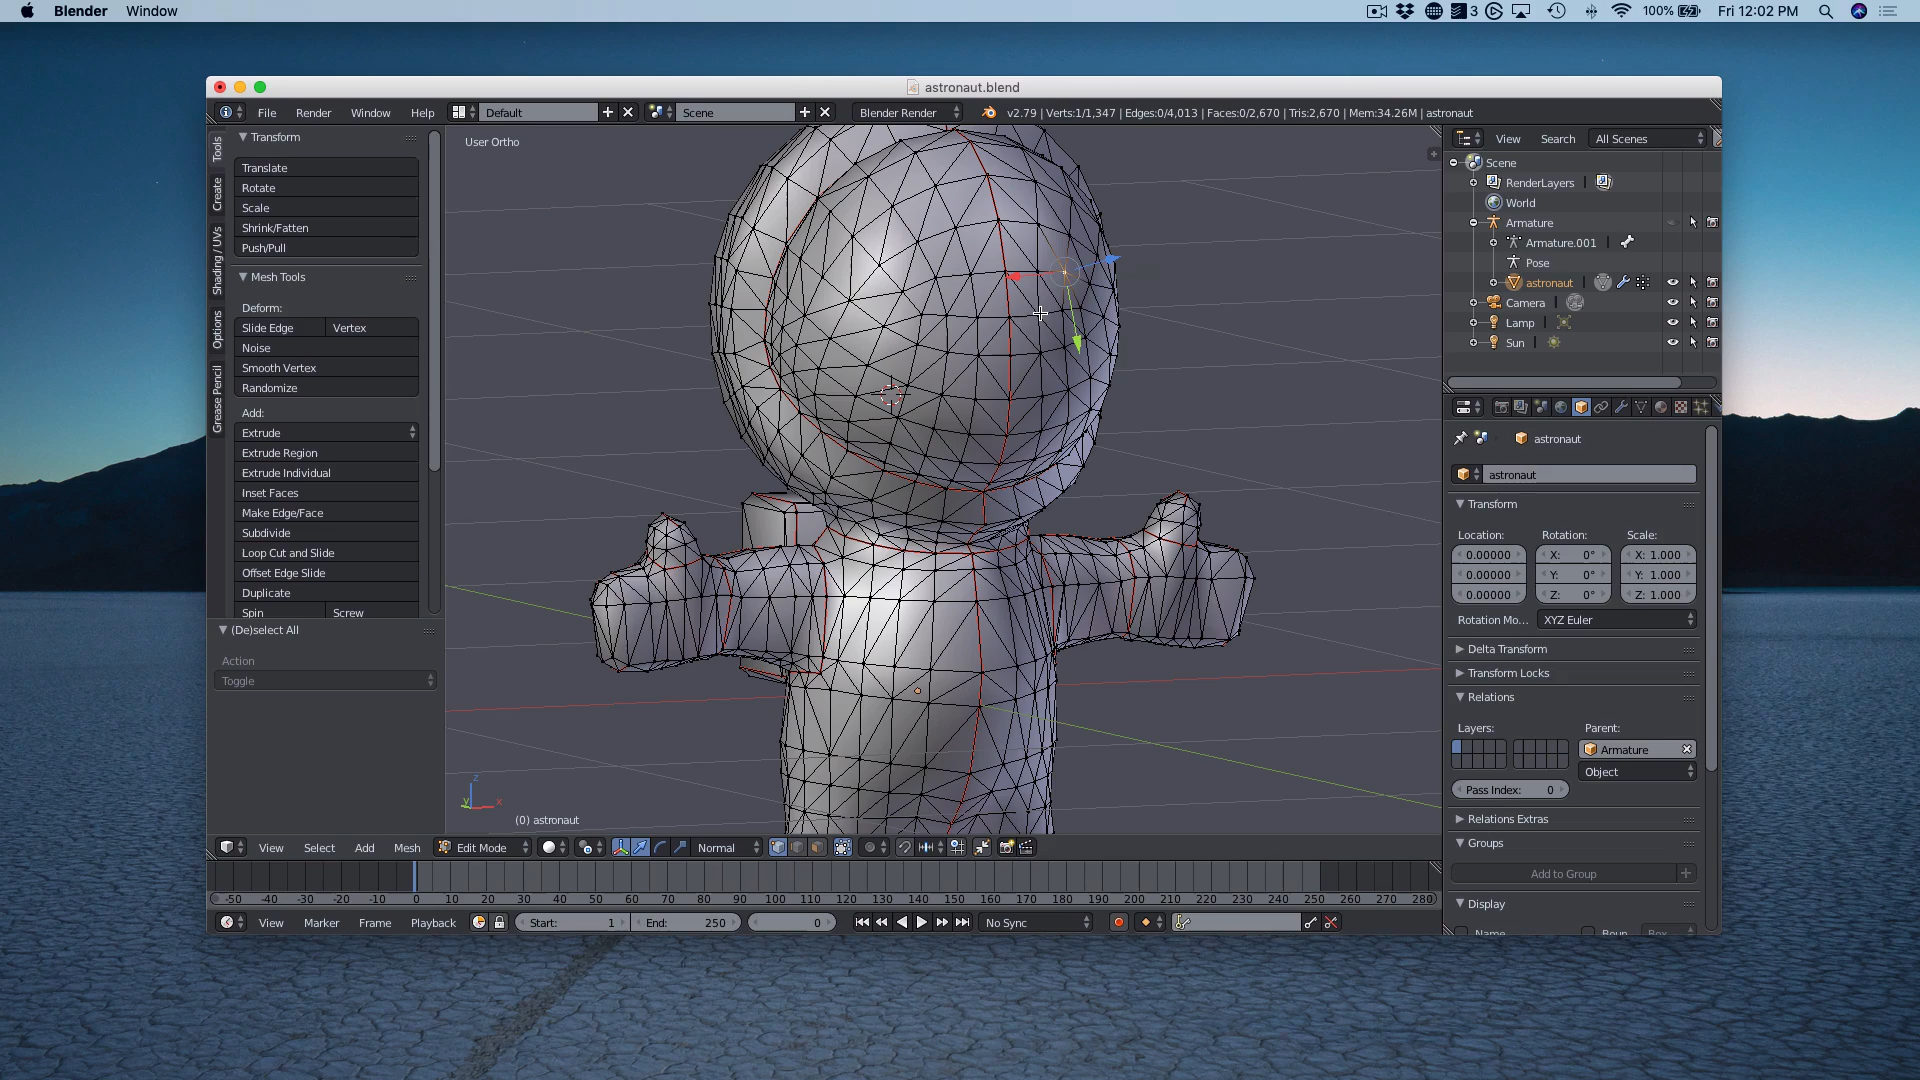 Blender Window
3 100% Fri 12:02 PM
astronaut.blend
File Render Window Help Default Scene Blender Render v2.79 | Verts:1/1,347 | Edges:0/4,013 | Faces:0/2,670 | Tris:2,670 | Mem:34.26M | astronaut
Tools
Create
Shading / UVs
Options
Grease Pencil
Transform
Translate
Rotate
Scale
Shrink/Fatten
Push/Pull
Mesh Tools
Deform:
Slide Edge Vertex
Noise
Smooth Vertex
Randomize
Add:
Extrude
Extrude Region
Extrude Individual
Inset Faces
Make Edge/Face
Subdivide
Loop Cut and Slide
Offset Edge Slide
Duplicate
Spin Screw
(De)select All
Action
Toggle
User Ortho
z
y x
(0) astronaut
View Select Add Mesh Edit Mode Normal
-50 -40 -30 -20 -10 0 10 20 30 40 50 60 70 80 90 100 110 120 130 140 150 160 170 180 190 200 210 220 230 240 250 260 270 280
View Marker Frame Playback Start: 1 End: 250 0 No Sync
View Search All Scenes
Scene
RenderLayers
World
Armature
Armature.001
Pose
astronaut
Camera
Lamp
Sun
astronaut
astronaut
Transform
Location: Rotation: Scale:
0.00000 X: 0° X: 1.000
0.00000 Y: 0° Y: 1.000
0.00000 Z: 0° Z: 1.000
Rotation Mo... XYZ Euler
Delta Transform
Transform Locks
Relations
Layers: Parent:
Armature
Object
Pass Index: 0
Relations Extras
Groups
Add to Group
Display